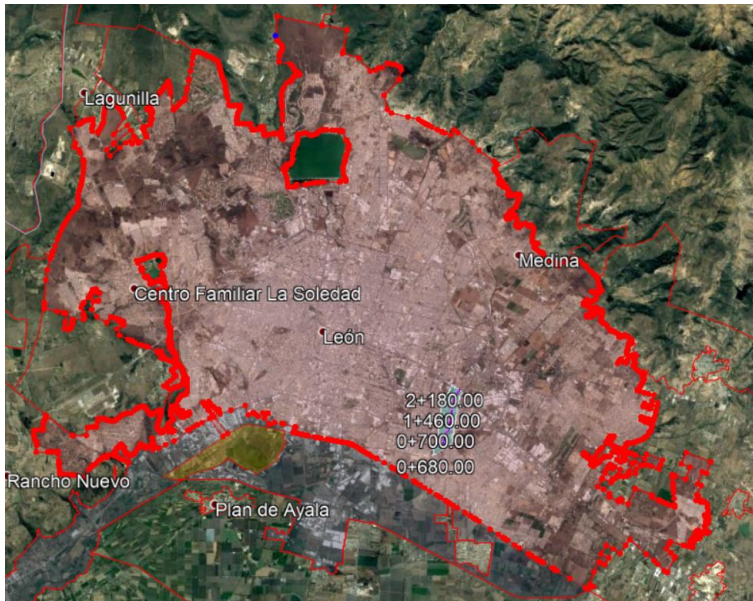 Lagunilla
Medina
Centro Familiar La Soledad
León
2+180.00
1+460.00
0+700.00
0+680.00
Rancho Nuevo
Plan de Ayala